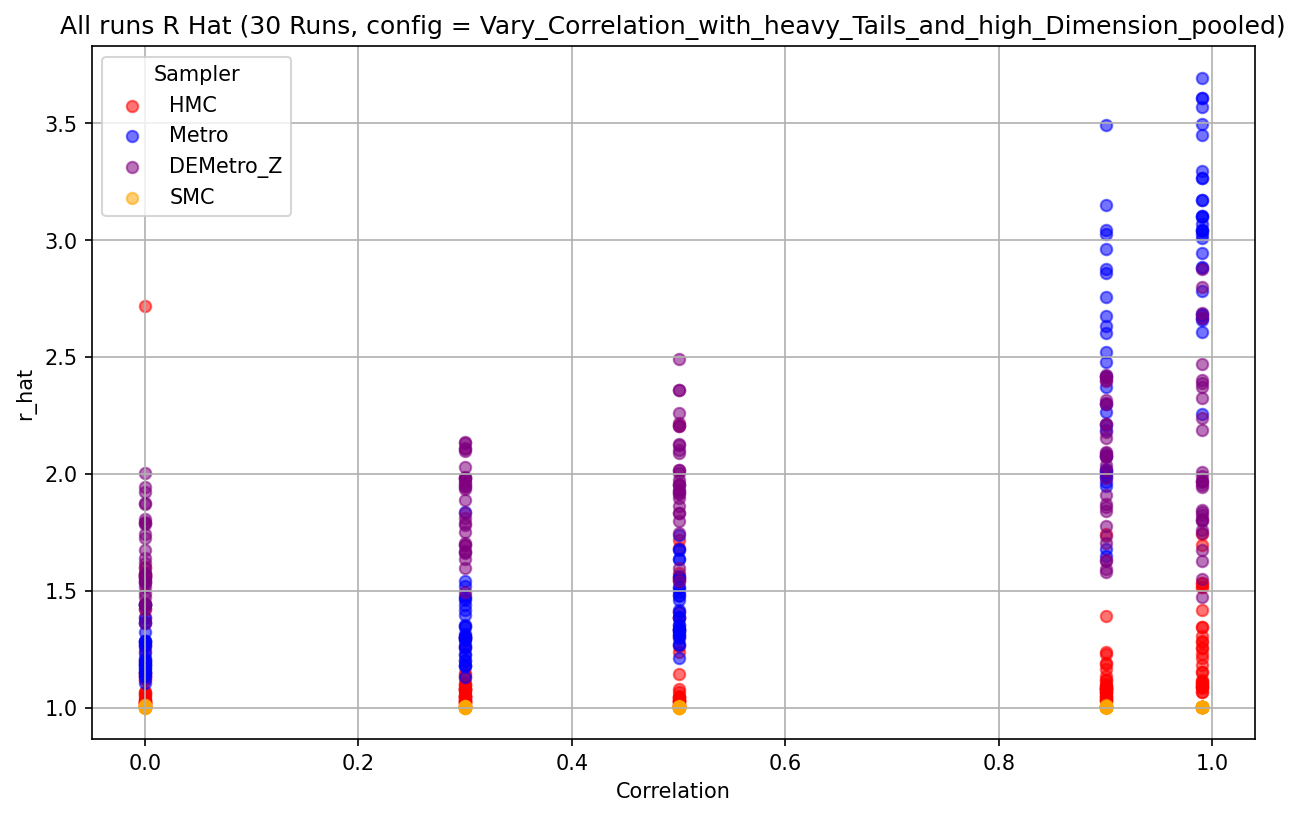 All runs R Hat (30 Runs, config = Vary_Correlation_with_heavy_Tails_and_high_Dimension_pooled)
Sampler
HMC
Metro
DEMetro_Z
SMC
3.5
3.0
2.5
2.0
1.5
1.0
r_hat
0.0 0.2 0.4 0.6 0.8 1.0
Correlation